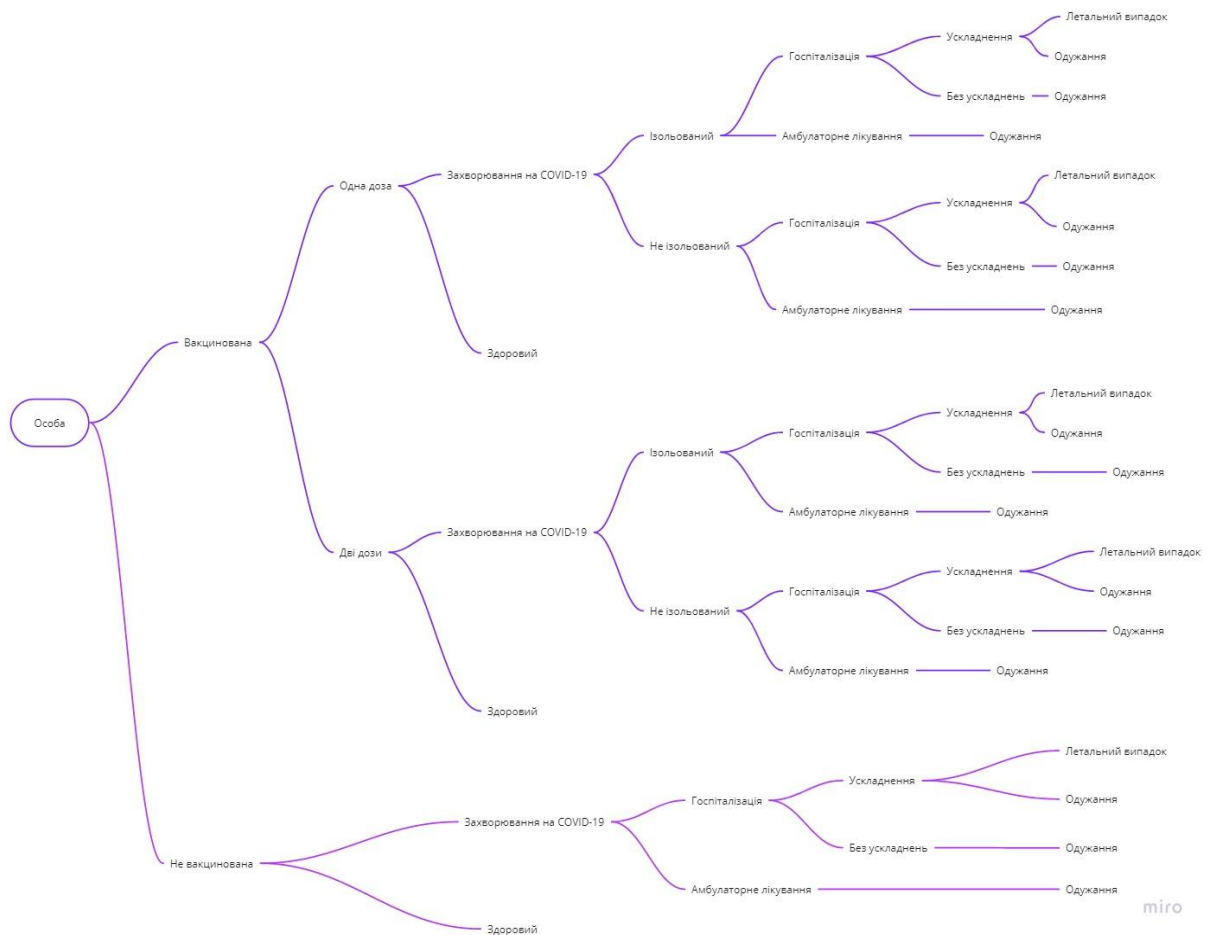 Летальний випадок
Ускладнення
Госпіталізація
Одужання
Без ускладнень
Одужання
Ізольований
Амбулаторне лікування
Одужання
Захворювання на COVID-19
Летальний випадок
Одна доза
Ускладнення
Госпіталізація
Одужання
Не ізольований
Без ускладнень
Одужання
Амбулаторне лікування
Одужання
Вакцинована
Здоровий
Летальний випадок
Ускладнення
Особа
Госпіталізація
Одужання
Ізольований
Без ускладнень
Одужання
Амбулаторне лікування
Одужання
Захворювання на COVID-19
Дві дози
Летальний випадок
Ускладнення
Госпіталізація
Одужання
Не ізольований
Без ускладнень
Одужання
Амбулаторне лікування
Одужання
Здоровий
Летальний випадок
Ускладнення
Госпіталізація
Одужання
Захворювання на COVID-19
Без ускладнень
Одужання
Не вакцинована
Амбулаторне лікування
Одужання
miro
Здоровий